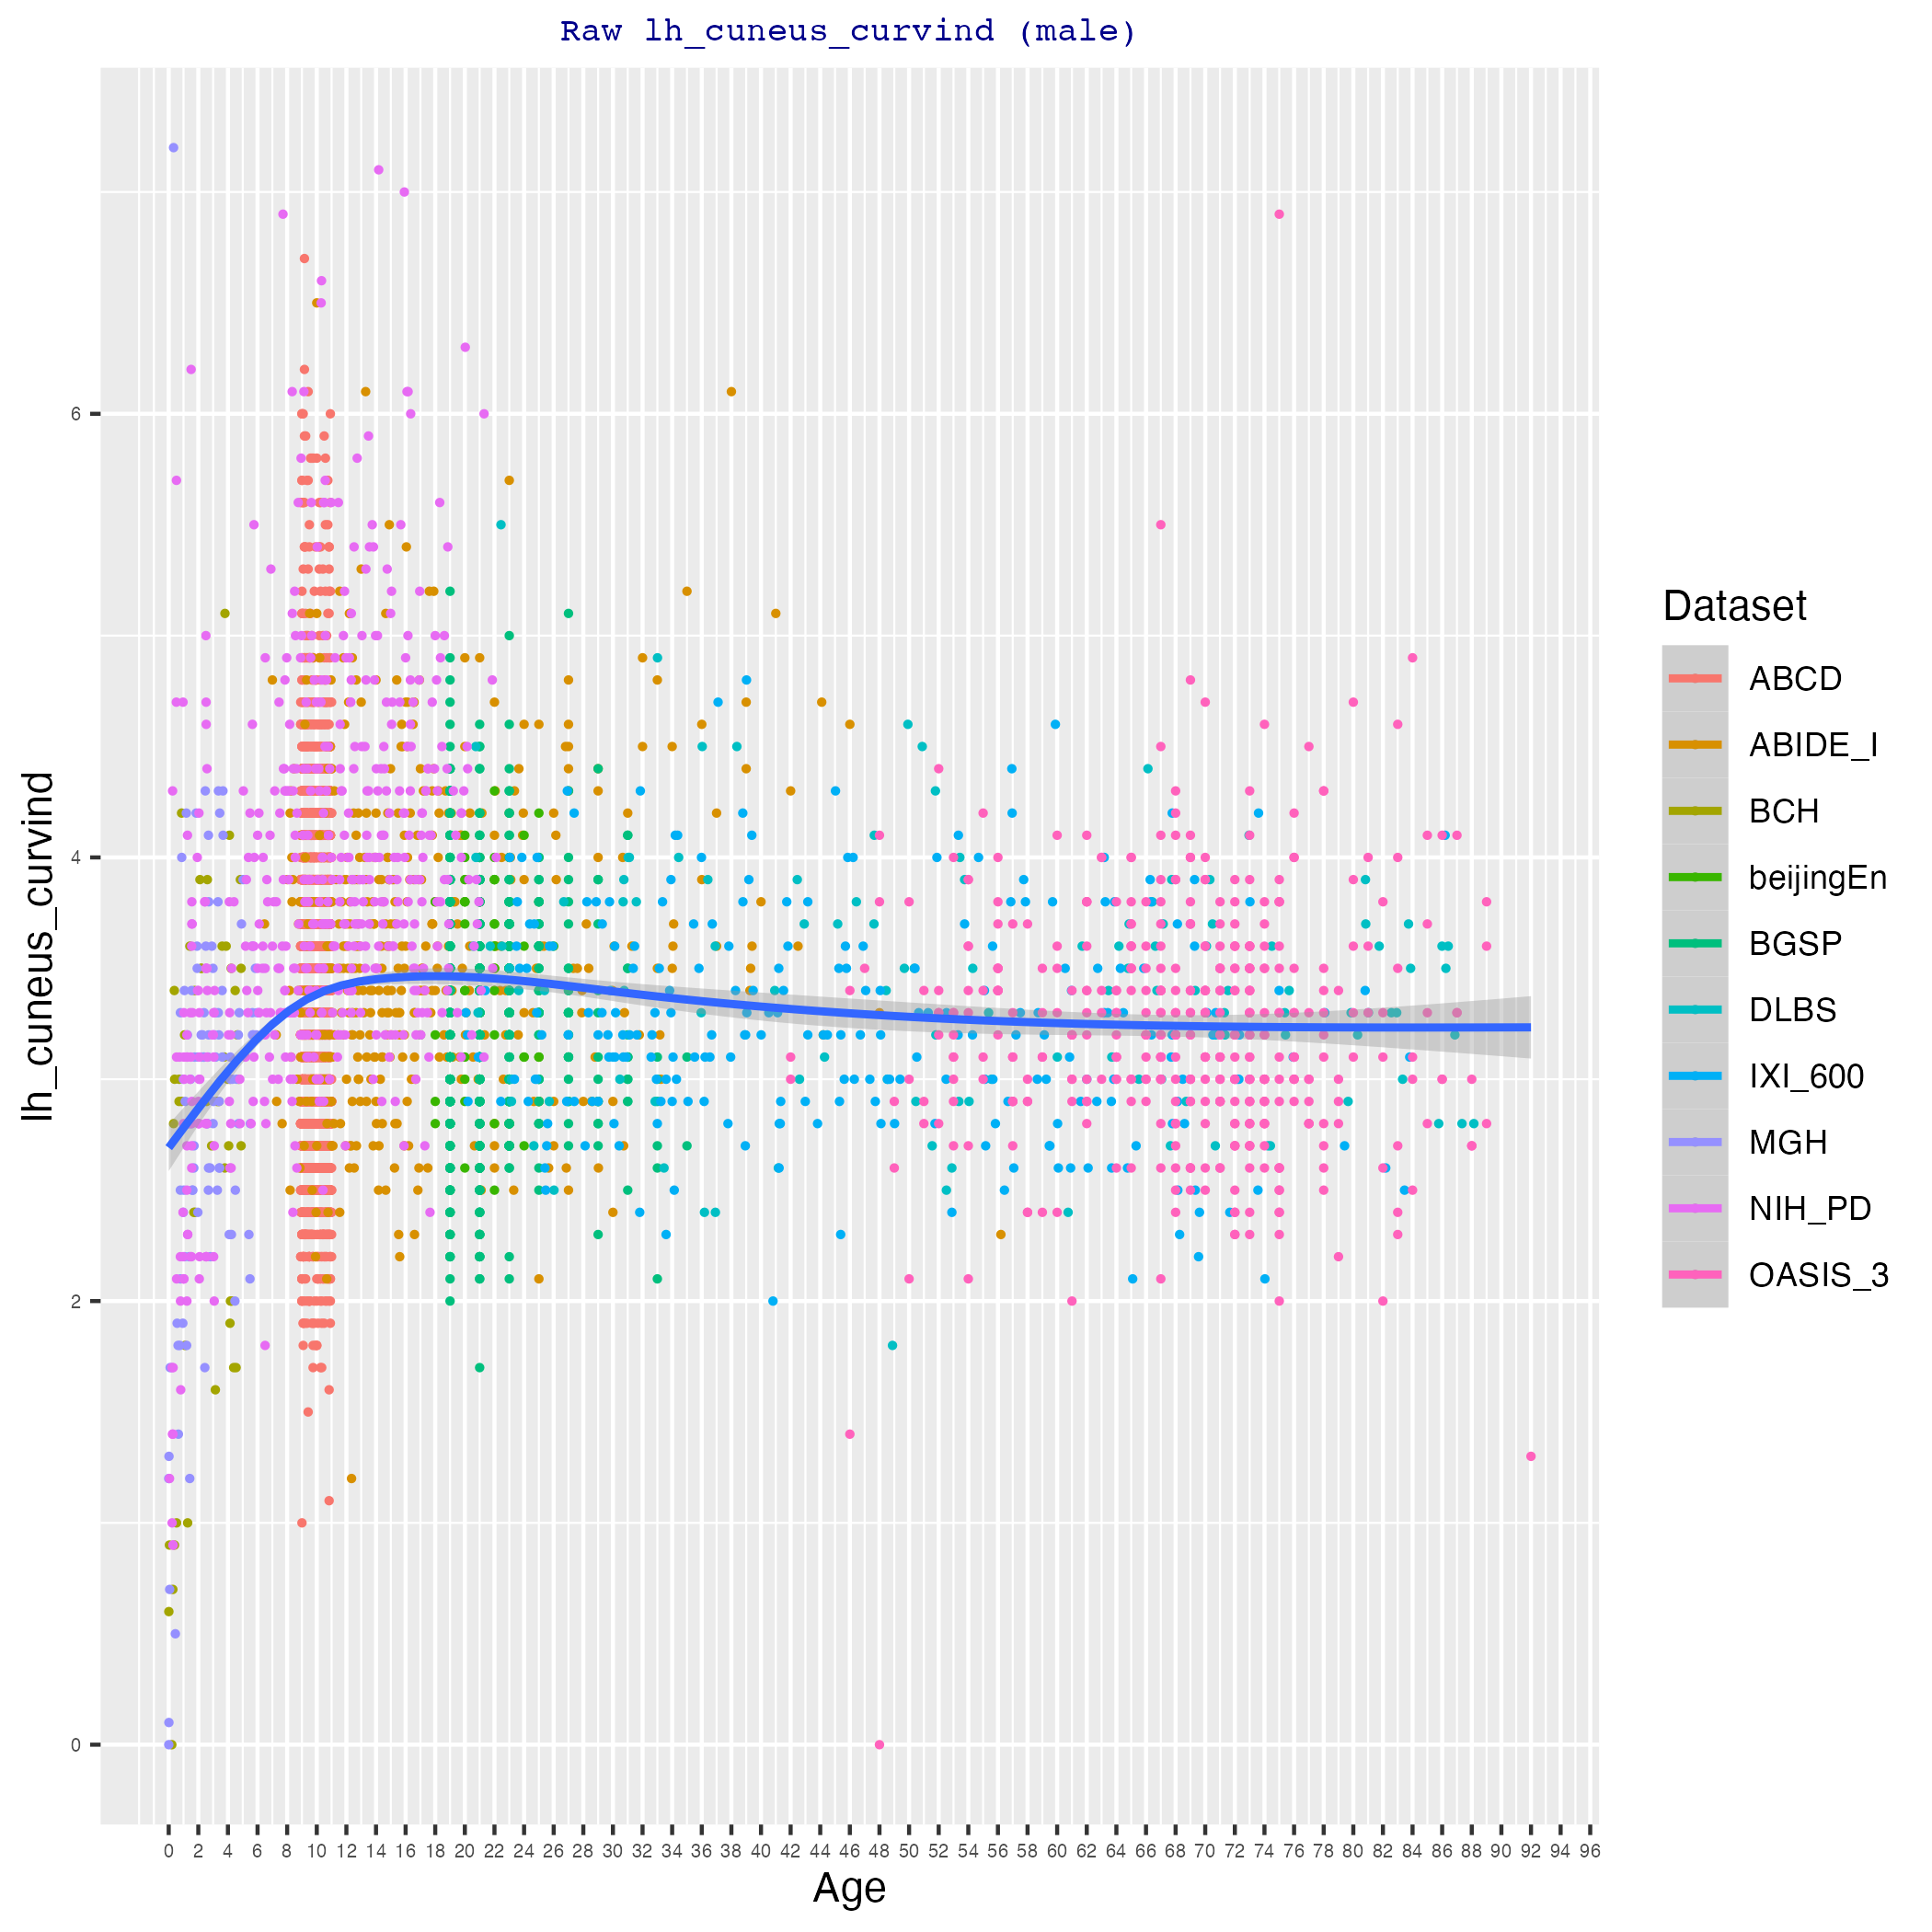 Raw lh_cuneus_curvind (male)
lh_cuneus_curvind
6
4
2
0
0 2 4 6 8 10 12 14 16 18 20 22 24 26 28 30 32 34 36 38 40 42 44 46 48 50 52 54 56 58 60 62 64 66 68 70 72 74 76 78 80 82 84 86 88 90 92 94 96
Age
Dataset
ABCD
ABIDE_I
BCH
beijingEn
BGSP
DLBS
IXI_600
MGH
NIH_PD
OASIS_3